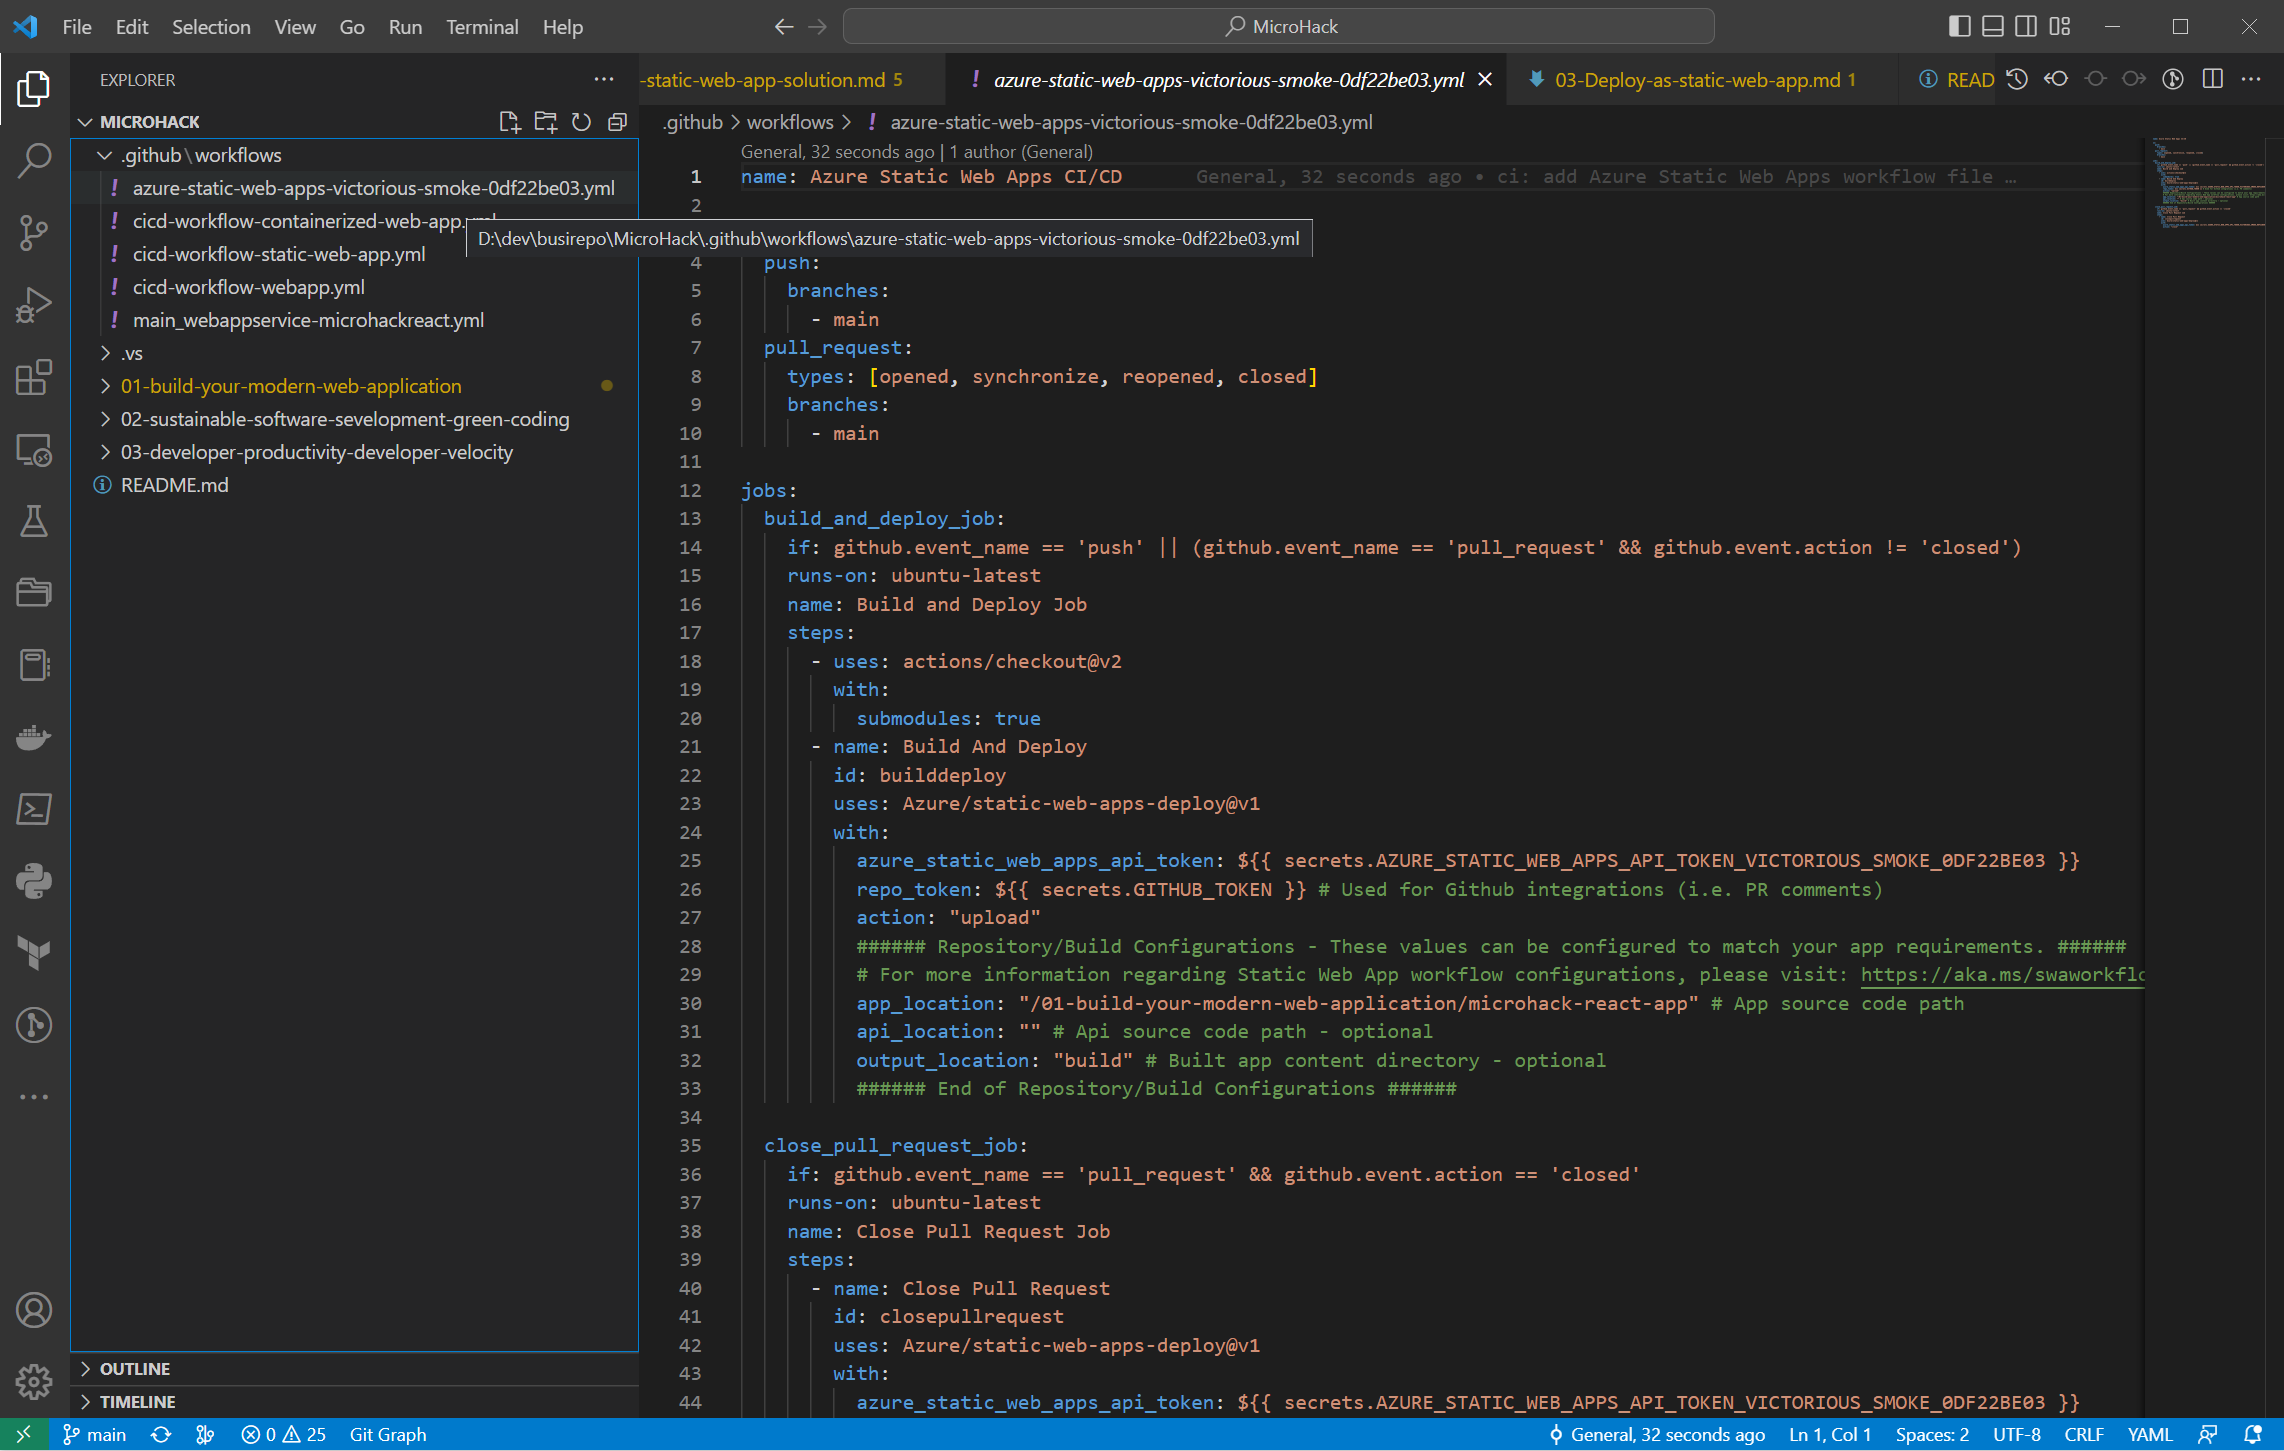 File Edit Selection View Go Run Terminal Help
MicroHack
EXPLORER
MICROHACK
.github\workflows
azure-static-web-apps-victorious-smoke-0df22be03.yml
cicd-workflow-containerized-web-app.yml
cicd-workflow-static-web-app.yml
cicd-workflow-webapp.yml
main_webappservice-microhackreact.yml
.vs
01-build-your-modern-web-application
02-sustainable-software-sevelopment-green-coding
03-developer-productivity-developer-velocity
README.md
OUTLINE
TIMELINE
-static-web-app-solution.md 5
! azure-static-web-apps-victorious-smoke-0df22be03.yml
03-Deploy-as-static-web-app.md 1
READ
.github > workflows > ! azure-static-web-apps-victorious-smoke-0df22be03.yml
General, 32 seconds ago | 1 author (General)
1 name: Azure Static Web Apps CI/CD General, 32 seconds ago • ci: add Azure Static Web Apps workflow file …
2
D:\dev\busirepo\MicroHack\.github\workflows\azure-static-web-apps-victorious-smoke-0df22be03.yml
4 push:
5 branches:
6 - main
7 pull_request:
8 types: [opened, synchronize, reopened, closed]
9 branches:
10 - main
11
12 jobs:
13 build_and_deploy_job:
14 if: github.event_name == 'push' || (github.event_name == 'pull_request' && github.event.action != 'closed')
15 runs-on: ubuntu-latest
16 name: Build and Deploy Job
17 steps:
18 - uses: actions/checkout@v2
19 with:
20 submodules: true
21 - name: Build And Deploy
22 id: builddeploy
23 uses: Azure/static-web-apps-deploy@v1
24 with:
25 azure_static_web_apps_api_token: ${{ secrets.AZURE_STATIC_WEB_APPS_API_TOKEN_VICTORIOUS_SMOKE_0DF22BE03 }}
26 repo_token: ${{ secrets.GITHUB_TOKEN }} # Used for Github integrations (i.e. PR comments)
27 action: "upload"
28 ###### Repository/Build Configurations - These values can be configured to match your app requirements. ######
29 # For more information regarding Static Web App workflow configurations, please visit: https://aka.ms/swaworkflo
30 app_location: "/01-build-your-modern-web-application/microhack-react-app" # App source code path
31 api_location: "" # Api source code path - optional
32 output_location: "build" # Built app content directory - optional
33 ###### End of Repository/Build Configurations ######
34
35 close_pull_request_job:
36 if: github.event_name == 'pull_request' && github.event.action == 'closed'
37 runs-on: ubuntu-latest
38 name: Close Pull Request Job
39 steps:
40 - name: Close Pull Request
41 id: closepullrequest
42 uses: Azure/static-web-apps-deploy@v1
43 with:
44 azure_static_web_apps_api_token: ${{ secrets.AZURE_STATIC_WEB_APPS_API_TOKEN_VICTORIOUS_SMOKE_0DF22BE03 }}
main 0 25 Git Graph General, 32 seconds ago Ln 1, Col 1 Spaces: 2 UTF-8 CRLF YAML